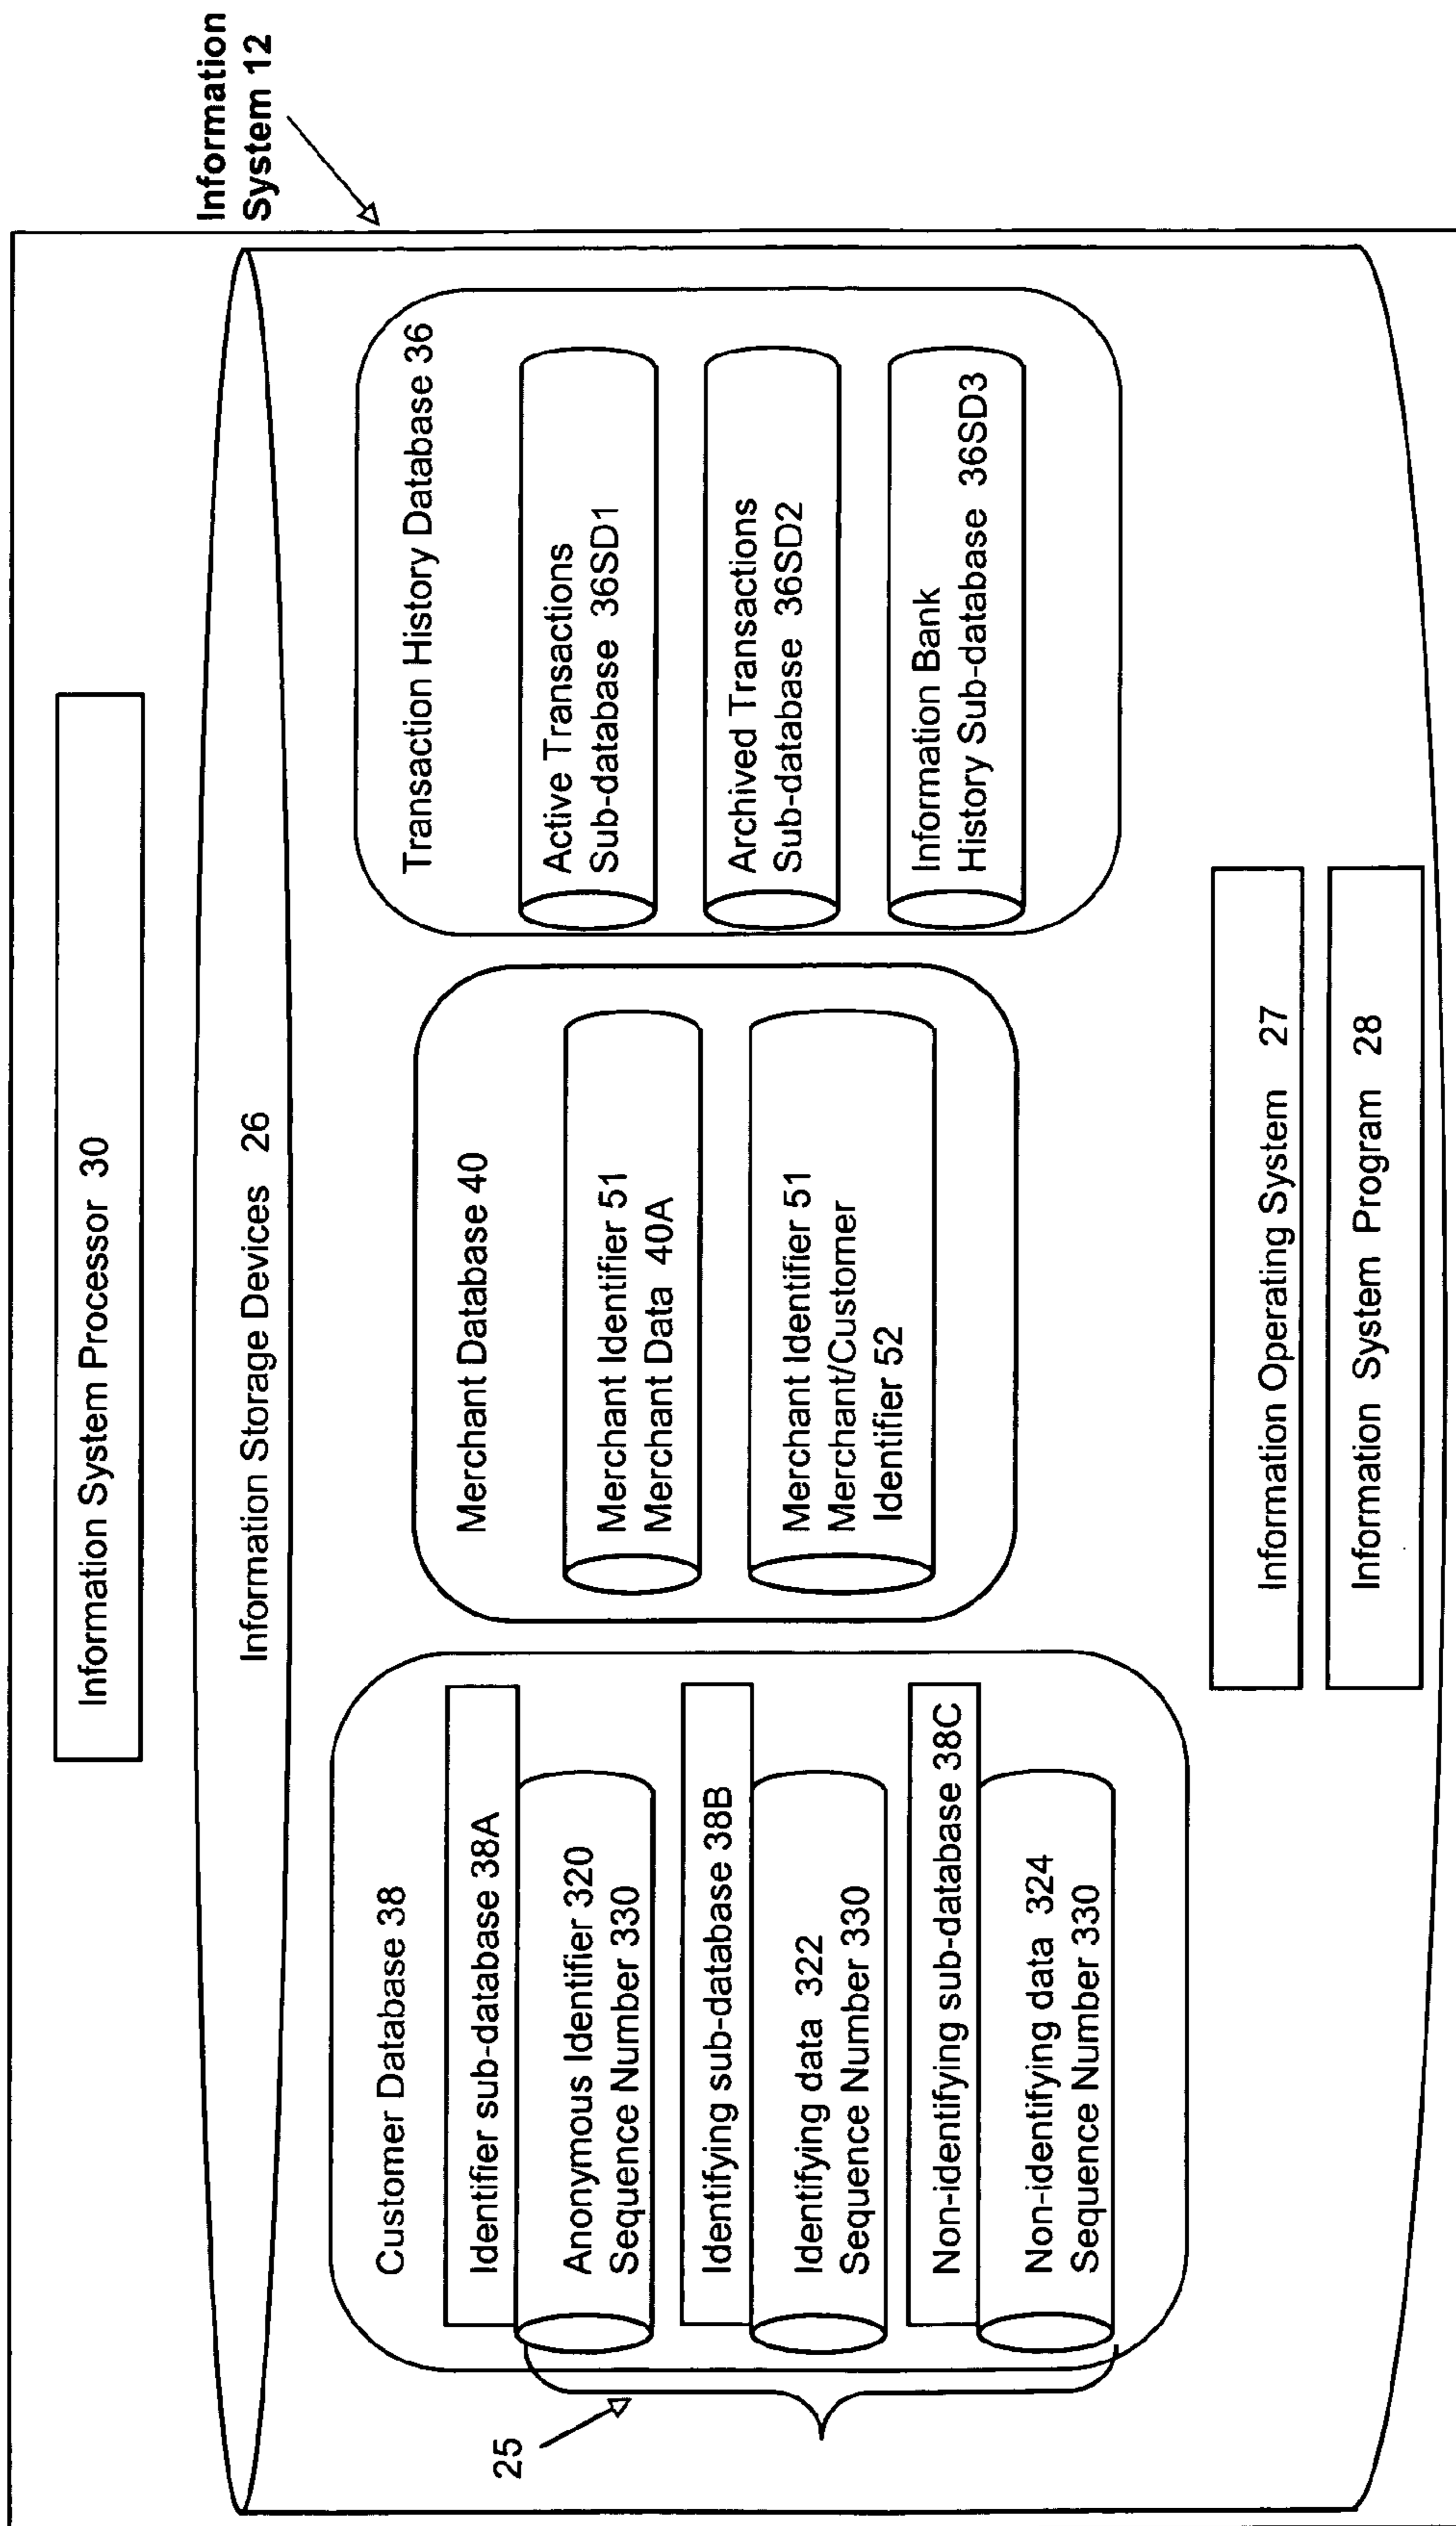 Information
System 12
Information System Processor 30
Information Storage Devices 26
Customer Database 38
Identifier sub-database 38A
Anonymous Identifier 320
Sequence Number 330
Identifying sub-database 38B
Identifying data 322
Sequence Number 330
Non-identifying sub-database 38C
Non-identifying data 324
Sequence Number 330
25
Merchant Database 40
Merchant Identifier 51
Merchant Data 40A
Merchant Identifier 51
Merchant/Customer
Identifier 52
Transaction History Database 36
Active Transactions
Sub-database 36SD1
Archived Transactions
Sub-database 36SD2
Information Bank
History Sub-database 36SD3
Information Operating System 27
Information System Program 28